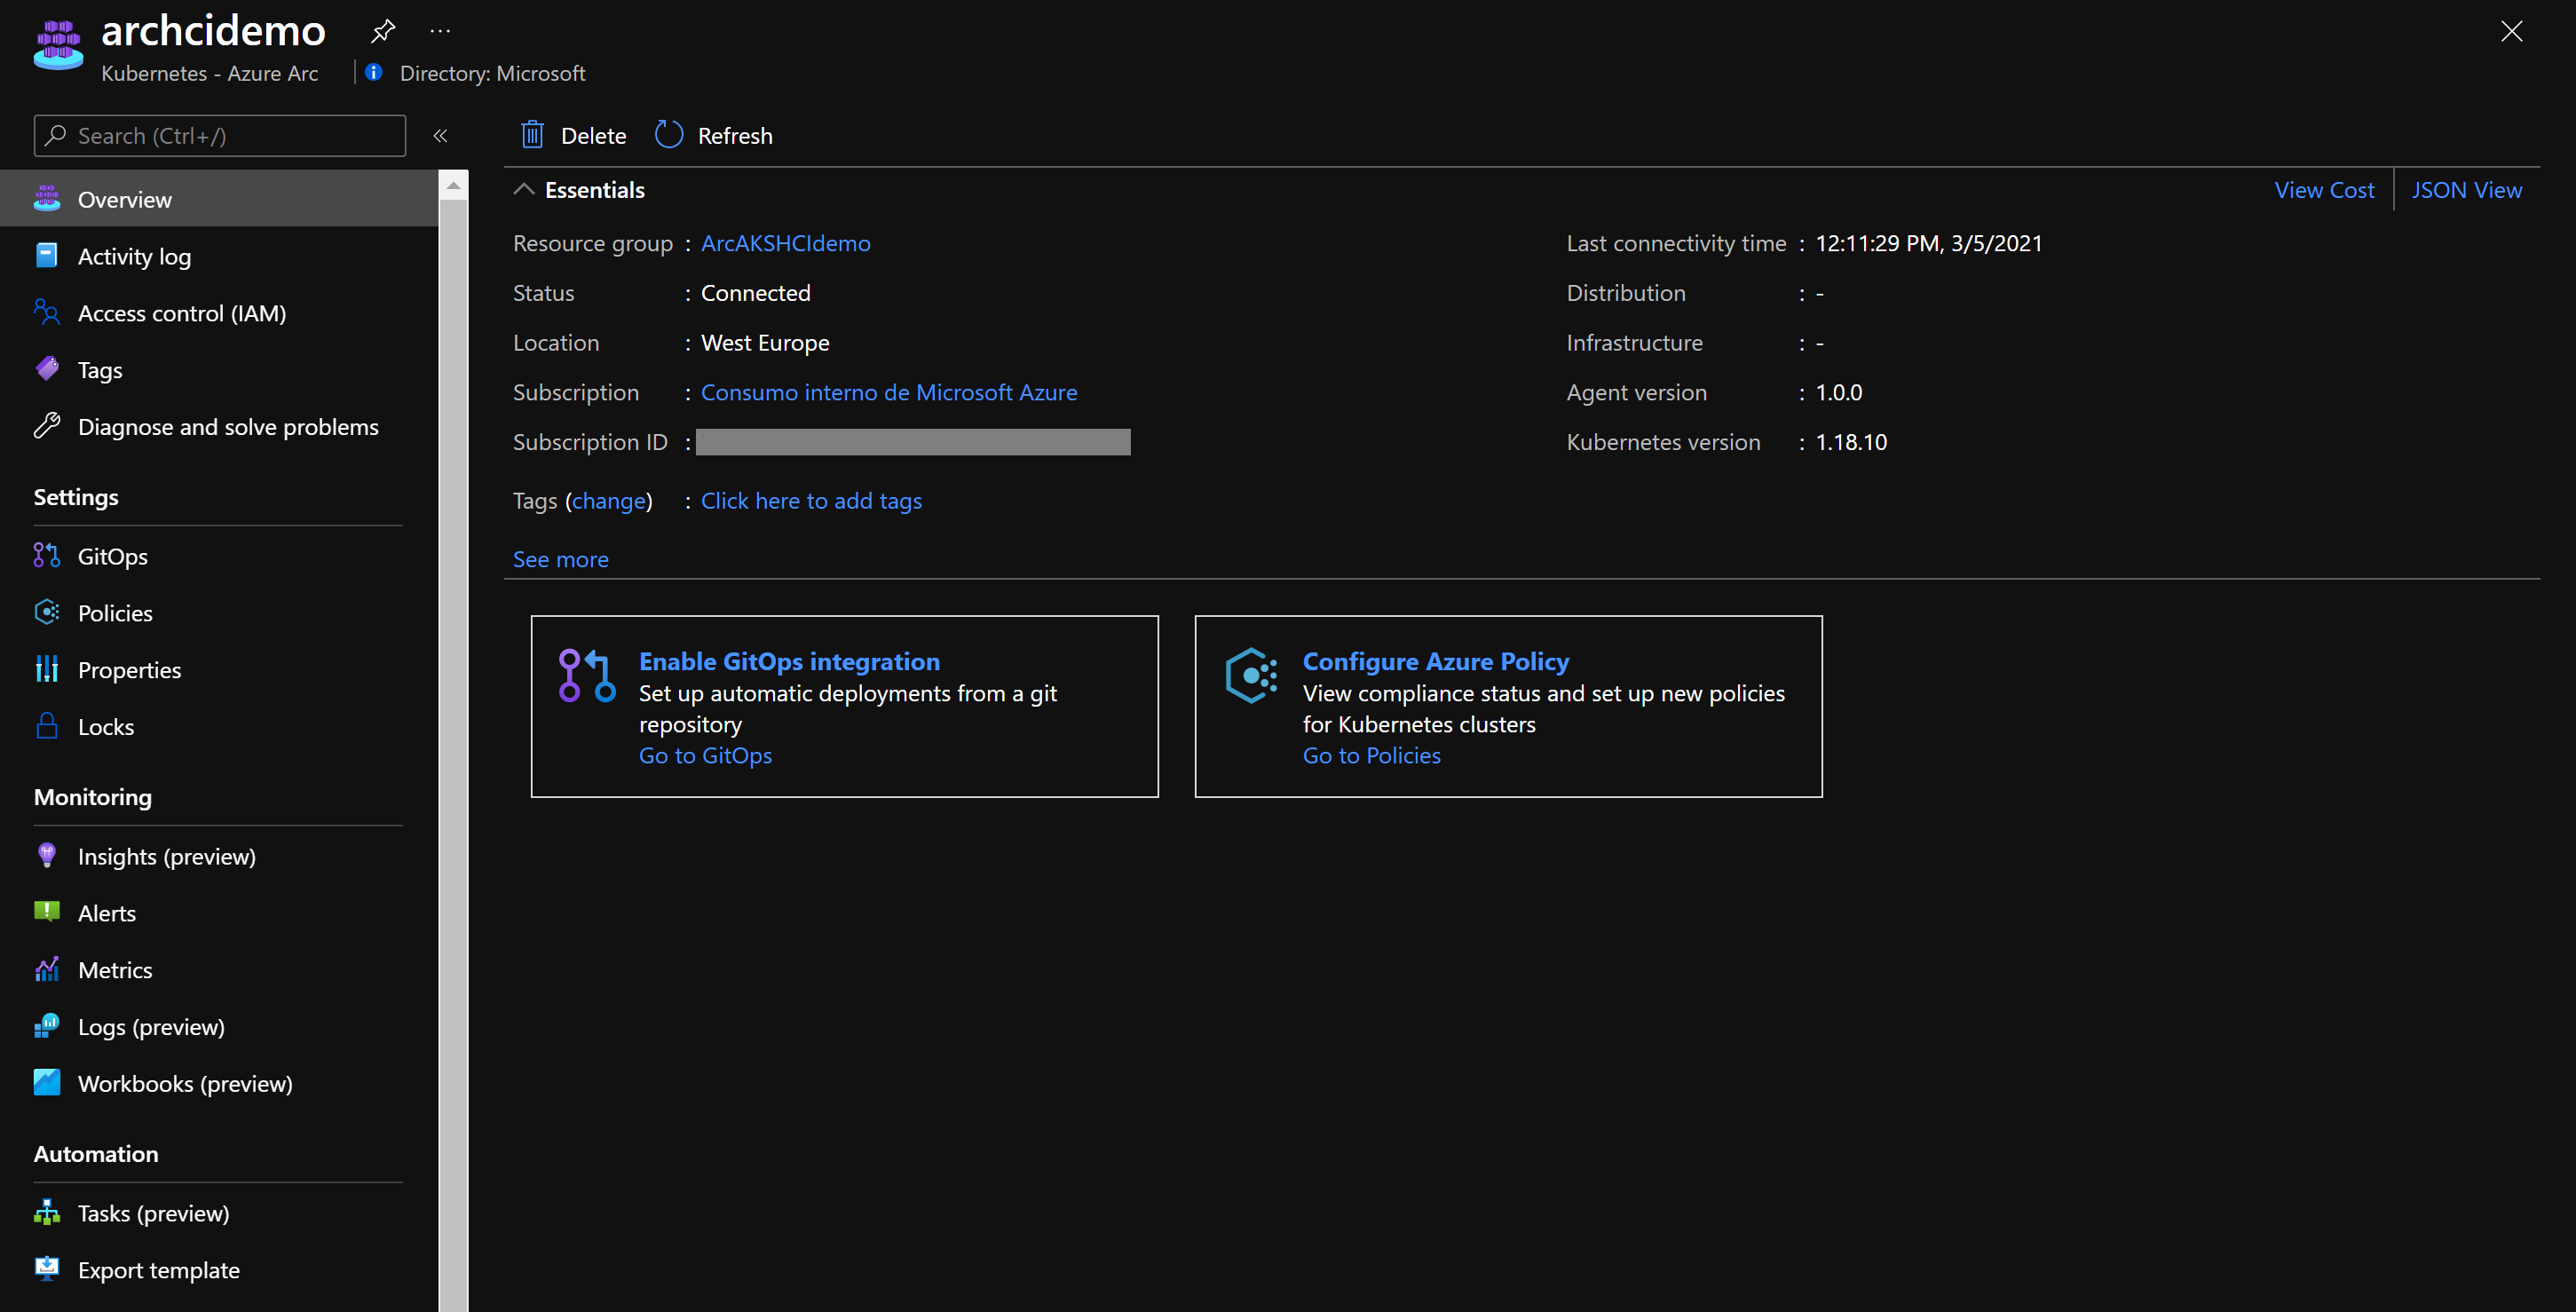 archcidemo
Kubernetes - Azure Arc
Directory: Microsoft
Search (Ctrl+/)
Overview
Activity log
Access control (IAM)
Tags
Diagnose and solve problems
Settings
GitOps
Policies
Properties
Locks
Monitoring
Insights (preview)
Alerts
Metrics
Logs (preview)
Workbooks (preview)
Automation
Tasks (preview)
Export template
Delete
Refresh
Essentials
View Cost
JSON View
Resource group : ArcAKSHCIdemo
Status : Connected
Location : West Europe
Subscription : Consumo interno de Microsoft Azure
Subscription ID :
Tags (change) : Click here to add tags
See more
Last connectivity time : 12:11:29 PM, 3/5/2021
Distribution : -
Infrastructure : -
Agent version : 1.0.0
Kubernetes version : 1.18.10
Enable GitOps integration
Set up automatic deployments from a git
repository
Go to GitOps
Configure Azure Policy
View compliance status and set up new policies
for Kubernetes clusters
Go to Policies